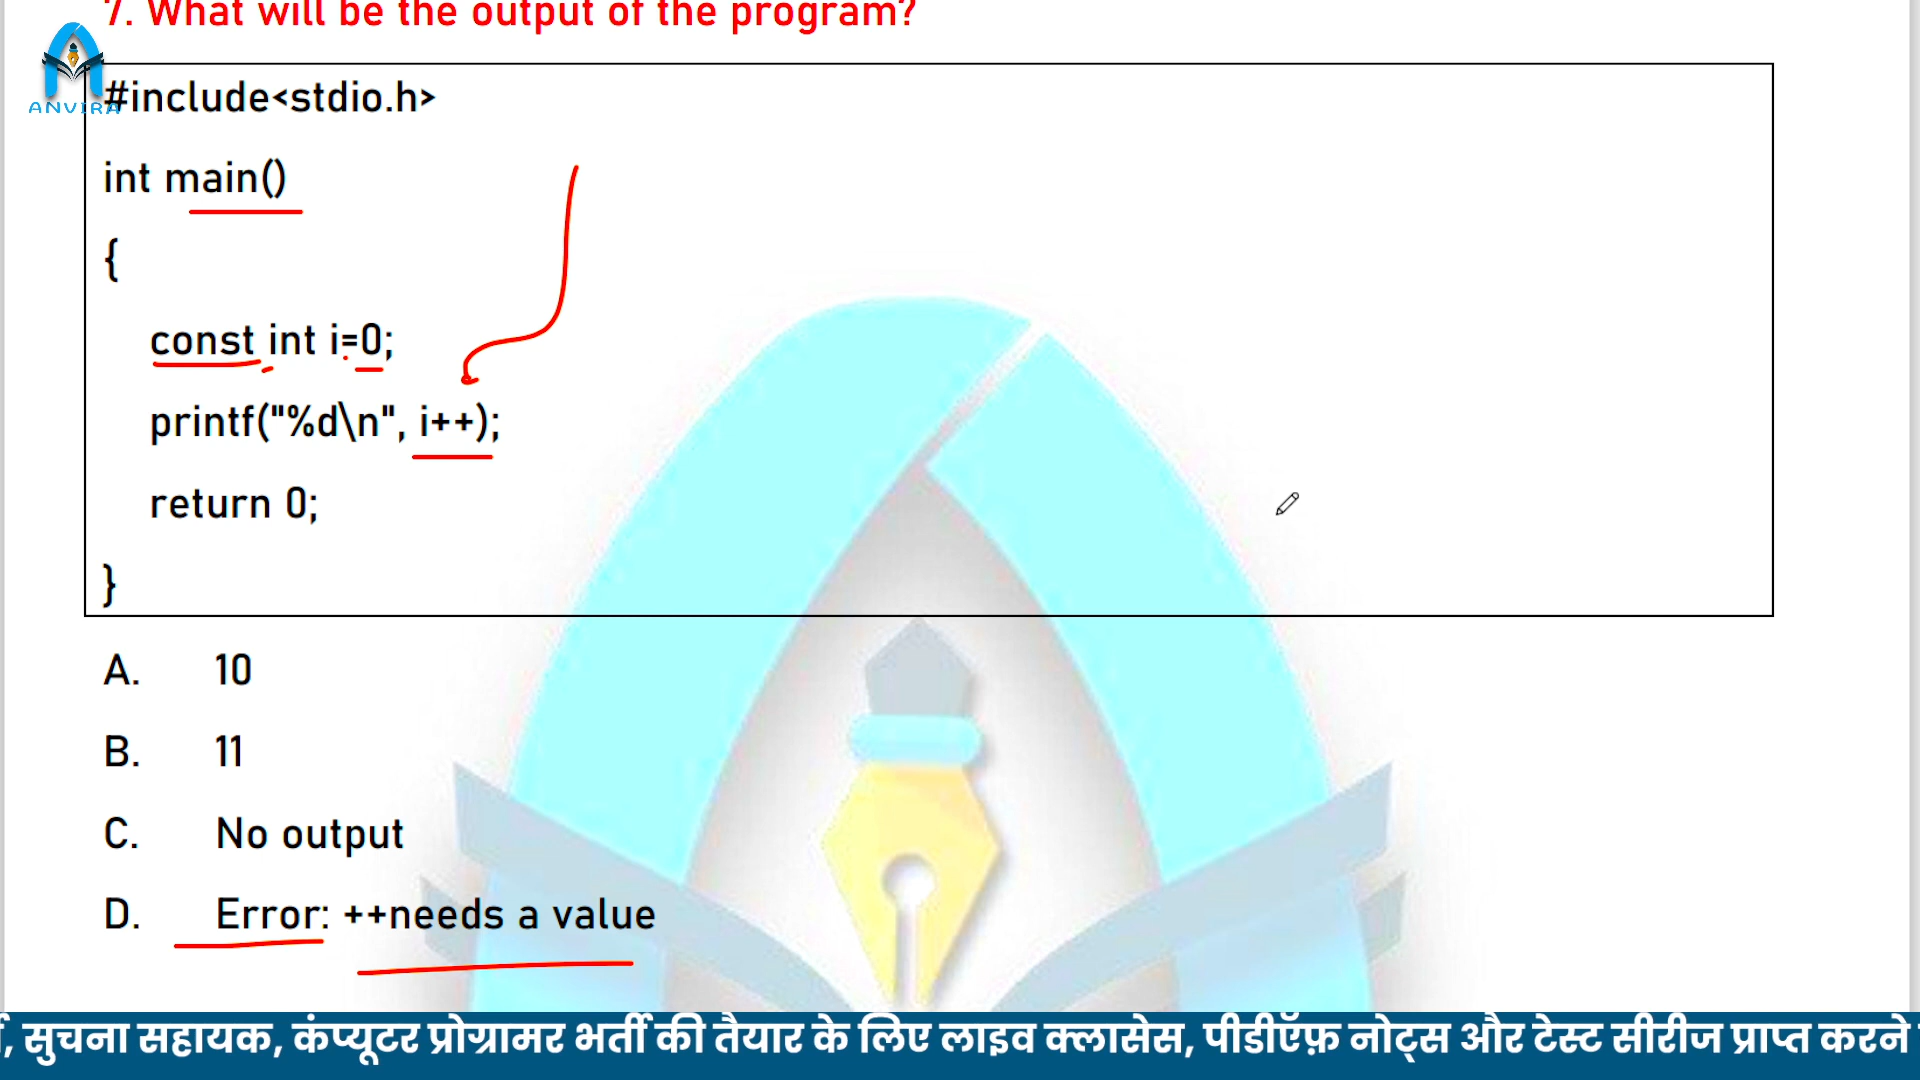 7. What will be the output of the program?
ANVIRA
#include<stdio.h>
int main()
{
const int i=0;
printf("%d\n", i++);
return 0;
}
A. 10
B. 11
C. No output
D. Error: ++needs a value
, सुचना सहायक, कंप्यूटर प्रोग्रामर भर्ती की तैयार के लिए लाइव क्लासेस, पीडीऍफ़ नोट्स और टेस्ट सीरीज प्राप्त करने